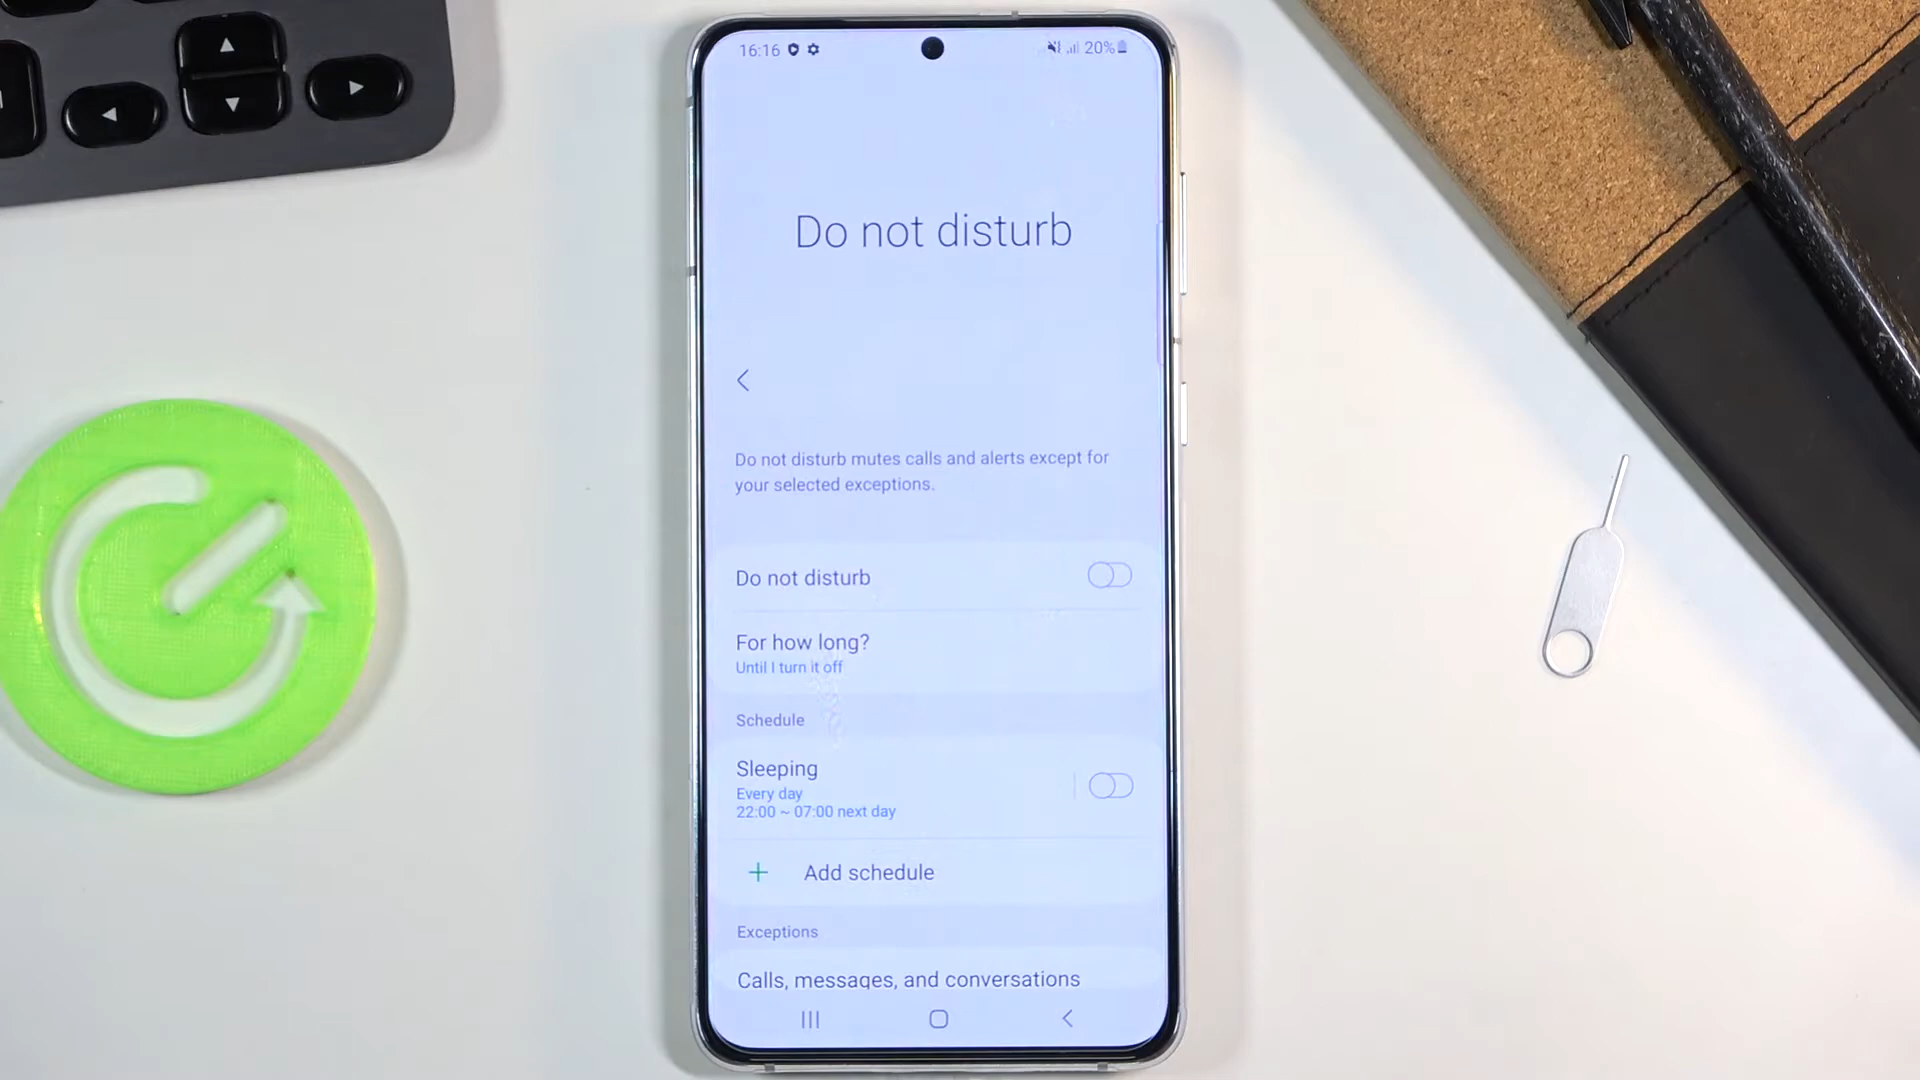 16:16
20%
Do not disturb
Do not disturb mutes calls and alerts except for
your selected exceptions.
Do not disturb
For how long?
Until I turn it off
Schedule
Sleeping
Every day
22:00 ~ 07:00 next day
Add schedule
Exceptions
Calls, messages, and conversations